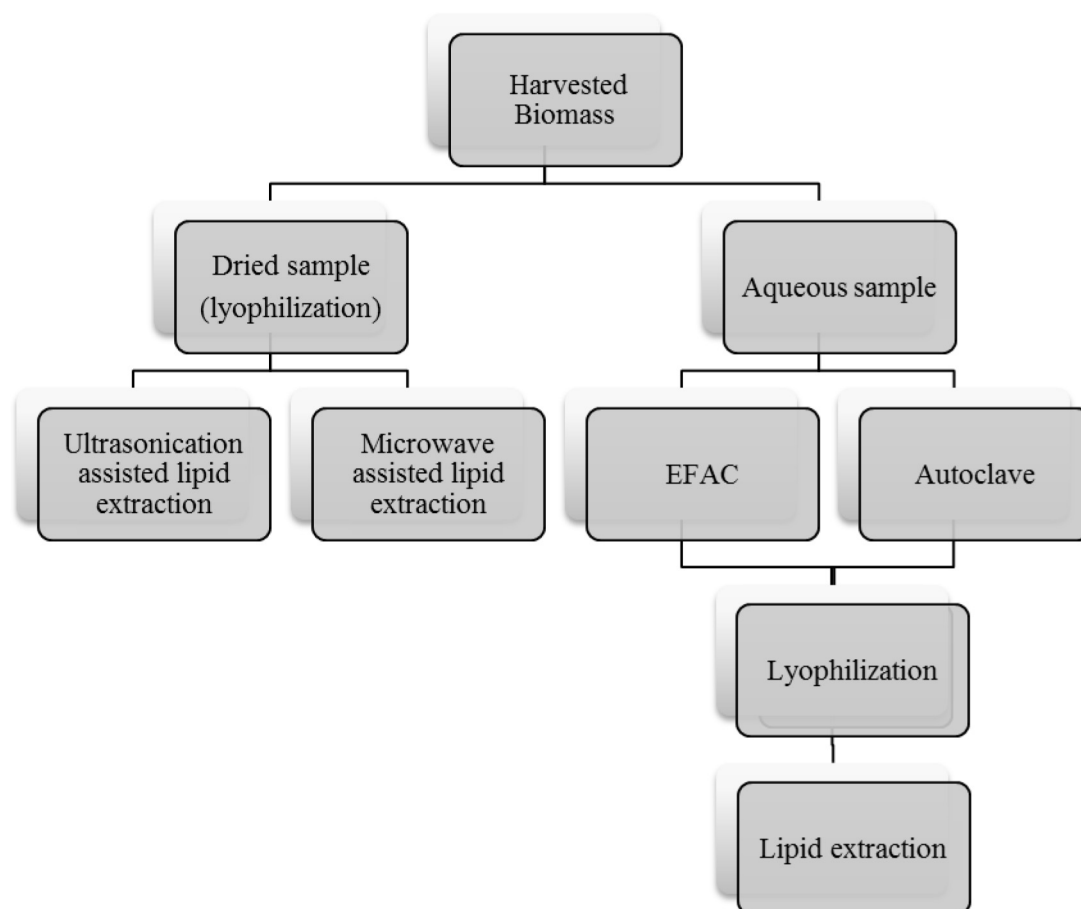 Harvested
Biomass
Dried sample
(lyophilization)
Aqueous sample
Ultrasonication
assisted lipid
extraction
Microwave
assisted lipid
extraction
EFAC
Autoclave
Lyophilization
Lipid extraction